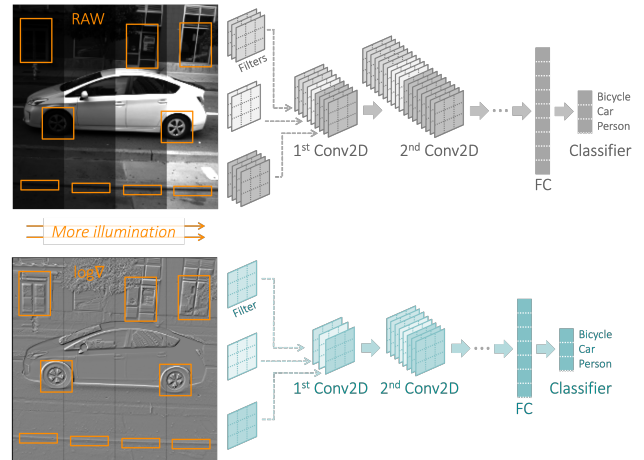 RAW
Filters
1st Conv2D
2nd Conv2D
FC
Bicycle
Car
Person
Classifier
More illumination
log∇
Filter
1st Conv2D
2nd Conv2D
FC
Bicycle
Car
Person
Classifier